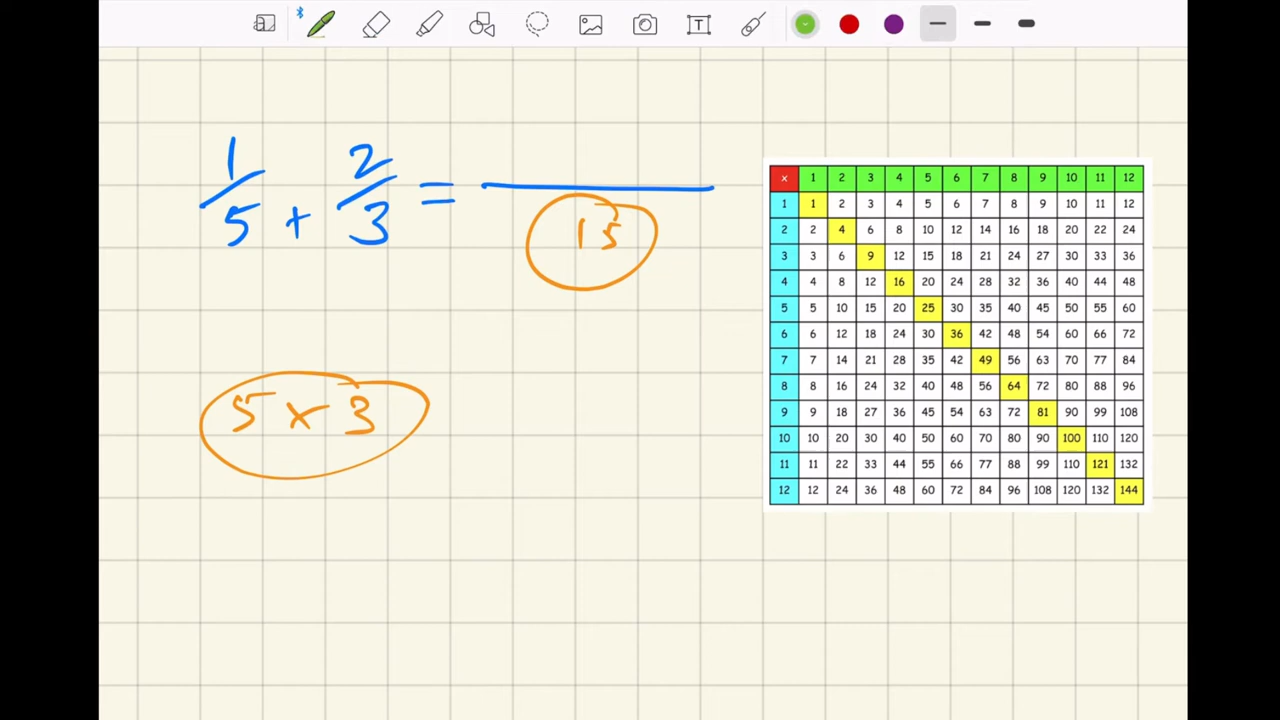 1/5 + 2/3 =
15
5 x 3
x 1 2 3 4 5 6 7 8 9 10 11 12
1 1 2 3 4 5 6 7 8 9 10 11 12
2 2 4 6 8 10 12 14 16 18 20 22 24
3 3 6 9 12 15 18 21 24 27 30 33 36
4 4 8 12 16 20 24 28 32 36 40 44 48
5 5 10 15 20 25 30 35 40 45 50 55 60
6 6 12 18 24 30 36 42 48 54 60 66 72
7 7 14 21 28 35 42 49 56 63 70 77 84
8 8 16 24 32 40 48 56 64 72 80 88 96
9 9 18 27 36 45 54 63 72 81 90 99 108
10 10 20 30 40 50 60 70 80 90 100 110 120
11 11 22 33 44 55 66 77 88 99 110 121 132
12 12 24 36 48 60 72 84 96 108 120 132 144